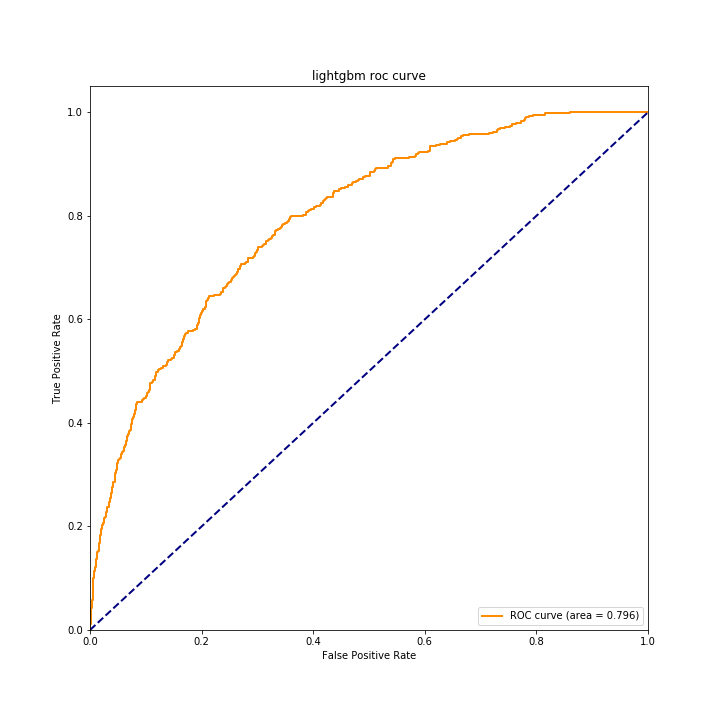 lightgbm roc curve
1.0
0.8
0.6
0.4
0.2
0.0
True Positive Rate
ROC curve (area = 0.796)
0.0 0.2 0.4 0.6 0.8 1.0
False Positive Rate